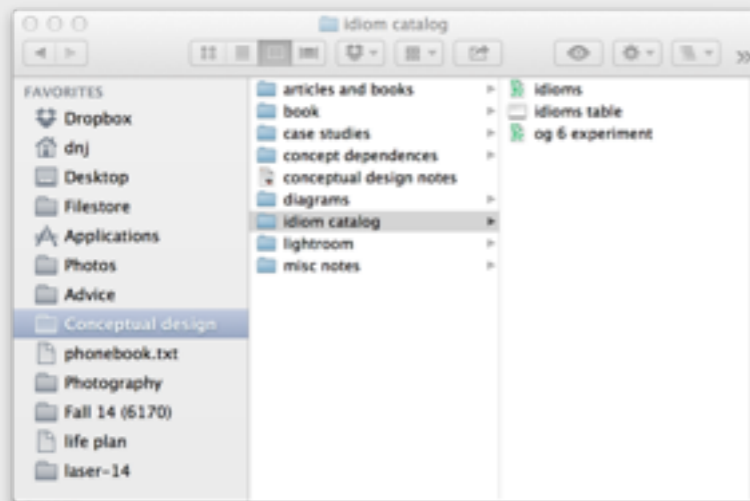 idiom catalog
FAVORITES
Dropbox
dnj
Desktop
Filestore
Applications
Photos
Advice
Conceptual design
phonebook.txt
Photography
Fall 14 (6170)
life plan
laser-14
articles and books
book
case studies
concept dependences
conceptual design notes
diagrams
idiom catalog
lightroom
misc notes
idioms
idioms table
og 6 experiment